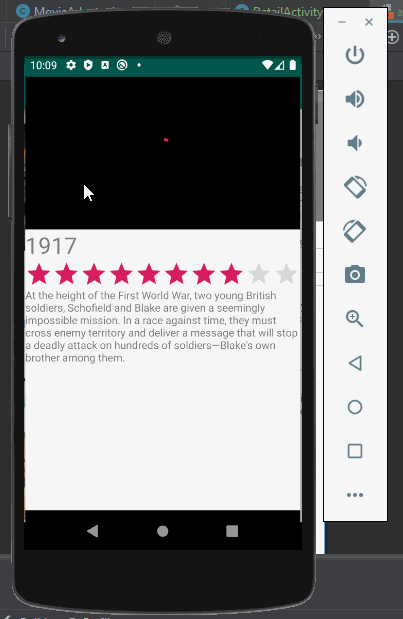 DetailActivity
10:09
1917
At the height of the First World War, two young British
soldiers, Schofield and Blake are given a seemingly
impossible mission. In a race against time, they must
cross enemy territory and deliver a message that will stop
a deadly attack on hundreds of soldiers—Blake's own
brother among them.